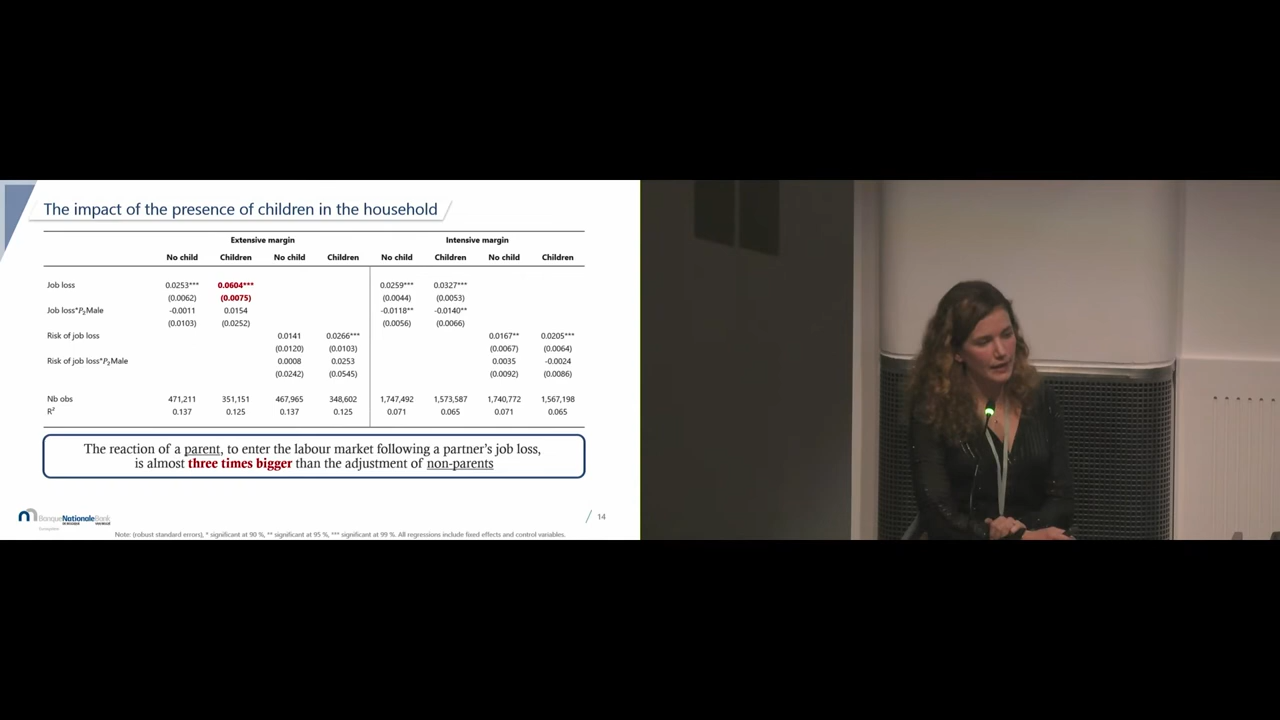 The impact of the presence of children in the household
Extensive margin Intensive margin
No child Children No child Children No child Children No child Children
Job loss 0.0253*** 0.0604*** 0.0259*** 0.0327***
(0.0062) (0.0075) (0.0044) (0.0053)
Job loss*P₂Male -0.0011 0.0154 -0.0118** -0.0140**
(0.0103) (0.0252) (0.0056) (0.0066)
Risk of job loss 0.0141 0.0266*** 0.0167** 0.0205***
(0.0120) (0.0103) (0.0067) (0.0064)
Risk of job loss*P₂Male 0.0008 0.0253 0.0035 -0.0024
(0.0242) (0.0545) (0.0092) (0.0086)
Nb obs 471,211 351,151 467,965 348,602 1,747,492 1,573,587 1,740,772 1,567,198
R² 0.137 0.125 0.137 0.125 0.071 0.065 0.071 0.065
The reaction of a parent, to enter the labour market following a partner's job loss,
is almost three times bigger than the adjustment of non-parents
BanqueNationaleBank
14
Note: (robust standard errors), * significant at 90 %, ** significant at 95 %, *** significant at 99 %. All regressions include fixed effects and control variables.